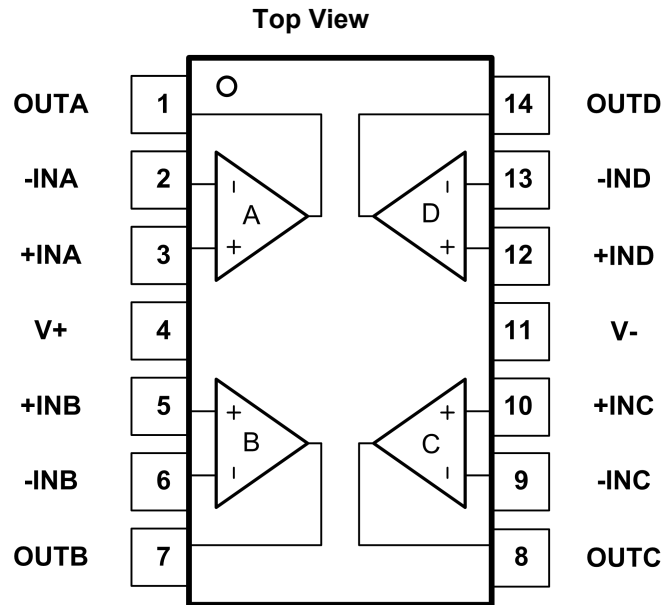 Top View
OUTA 1 14 OUTD
-INA 2 - - 13 -IND
A D
+INA 3 + + 12 +IND
V+ 4 11 V-
+INB 5 + + 10 +INC
B C
-INB 6 - - 9 -INC
OUTB 7 8 OUTC